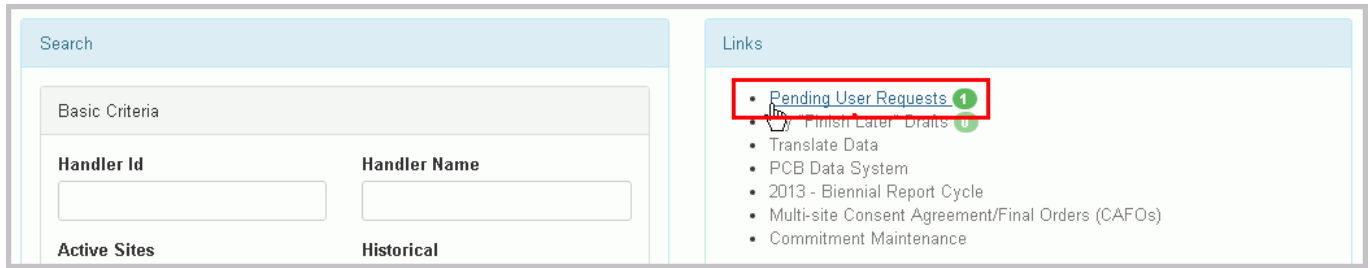 Search
Basic Criteria
Handler Id
Handler Name
Active Sites
Historical
Links
Pending User Requests 1
"Finish Later" Drafts 0
Translate Data
PCB Data System
2013 - Biennial Report Cycle
Multi-site Consent Agreement/Final Orders (CAFOs)
Commitment Maintenance